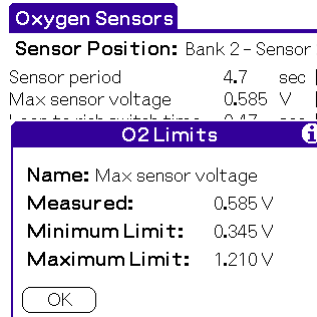 Oxygen Sensors
Sensor Position: Bank 2 - Sensor
Sensor period 4.7 sec
Max sensor voltage 0.585 V
O2 Limits
Name: Max sensor voltage
Measured: 0.585 V
Minimum Limit: 0.345 V
Maximum Limit: 1.210 V
OK